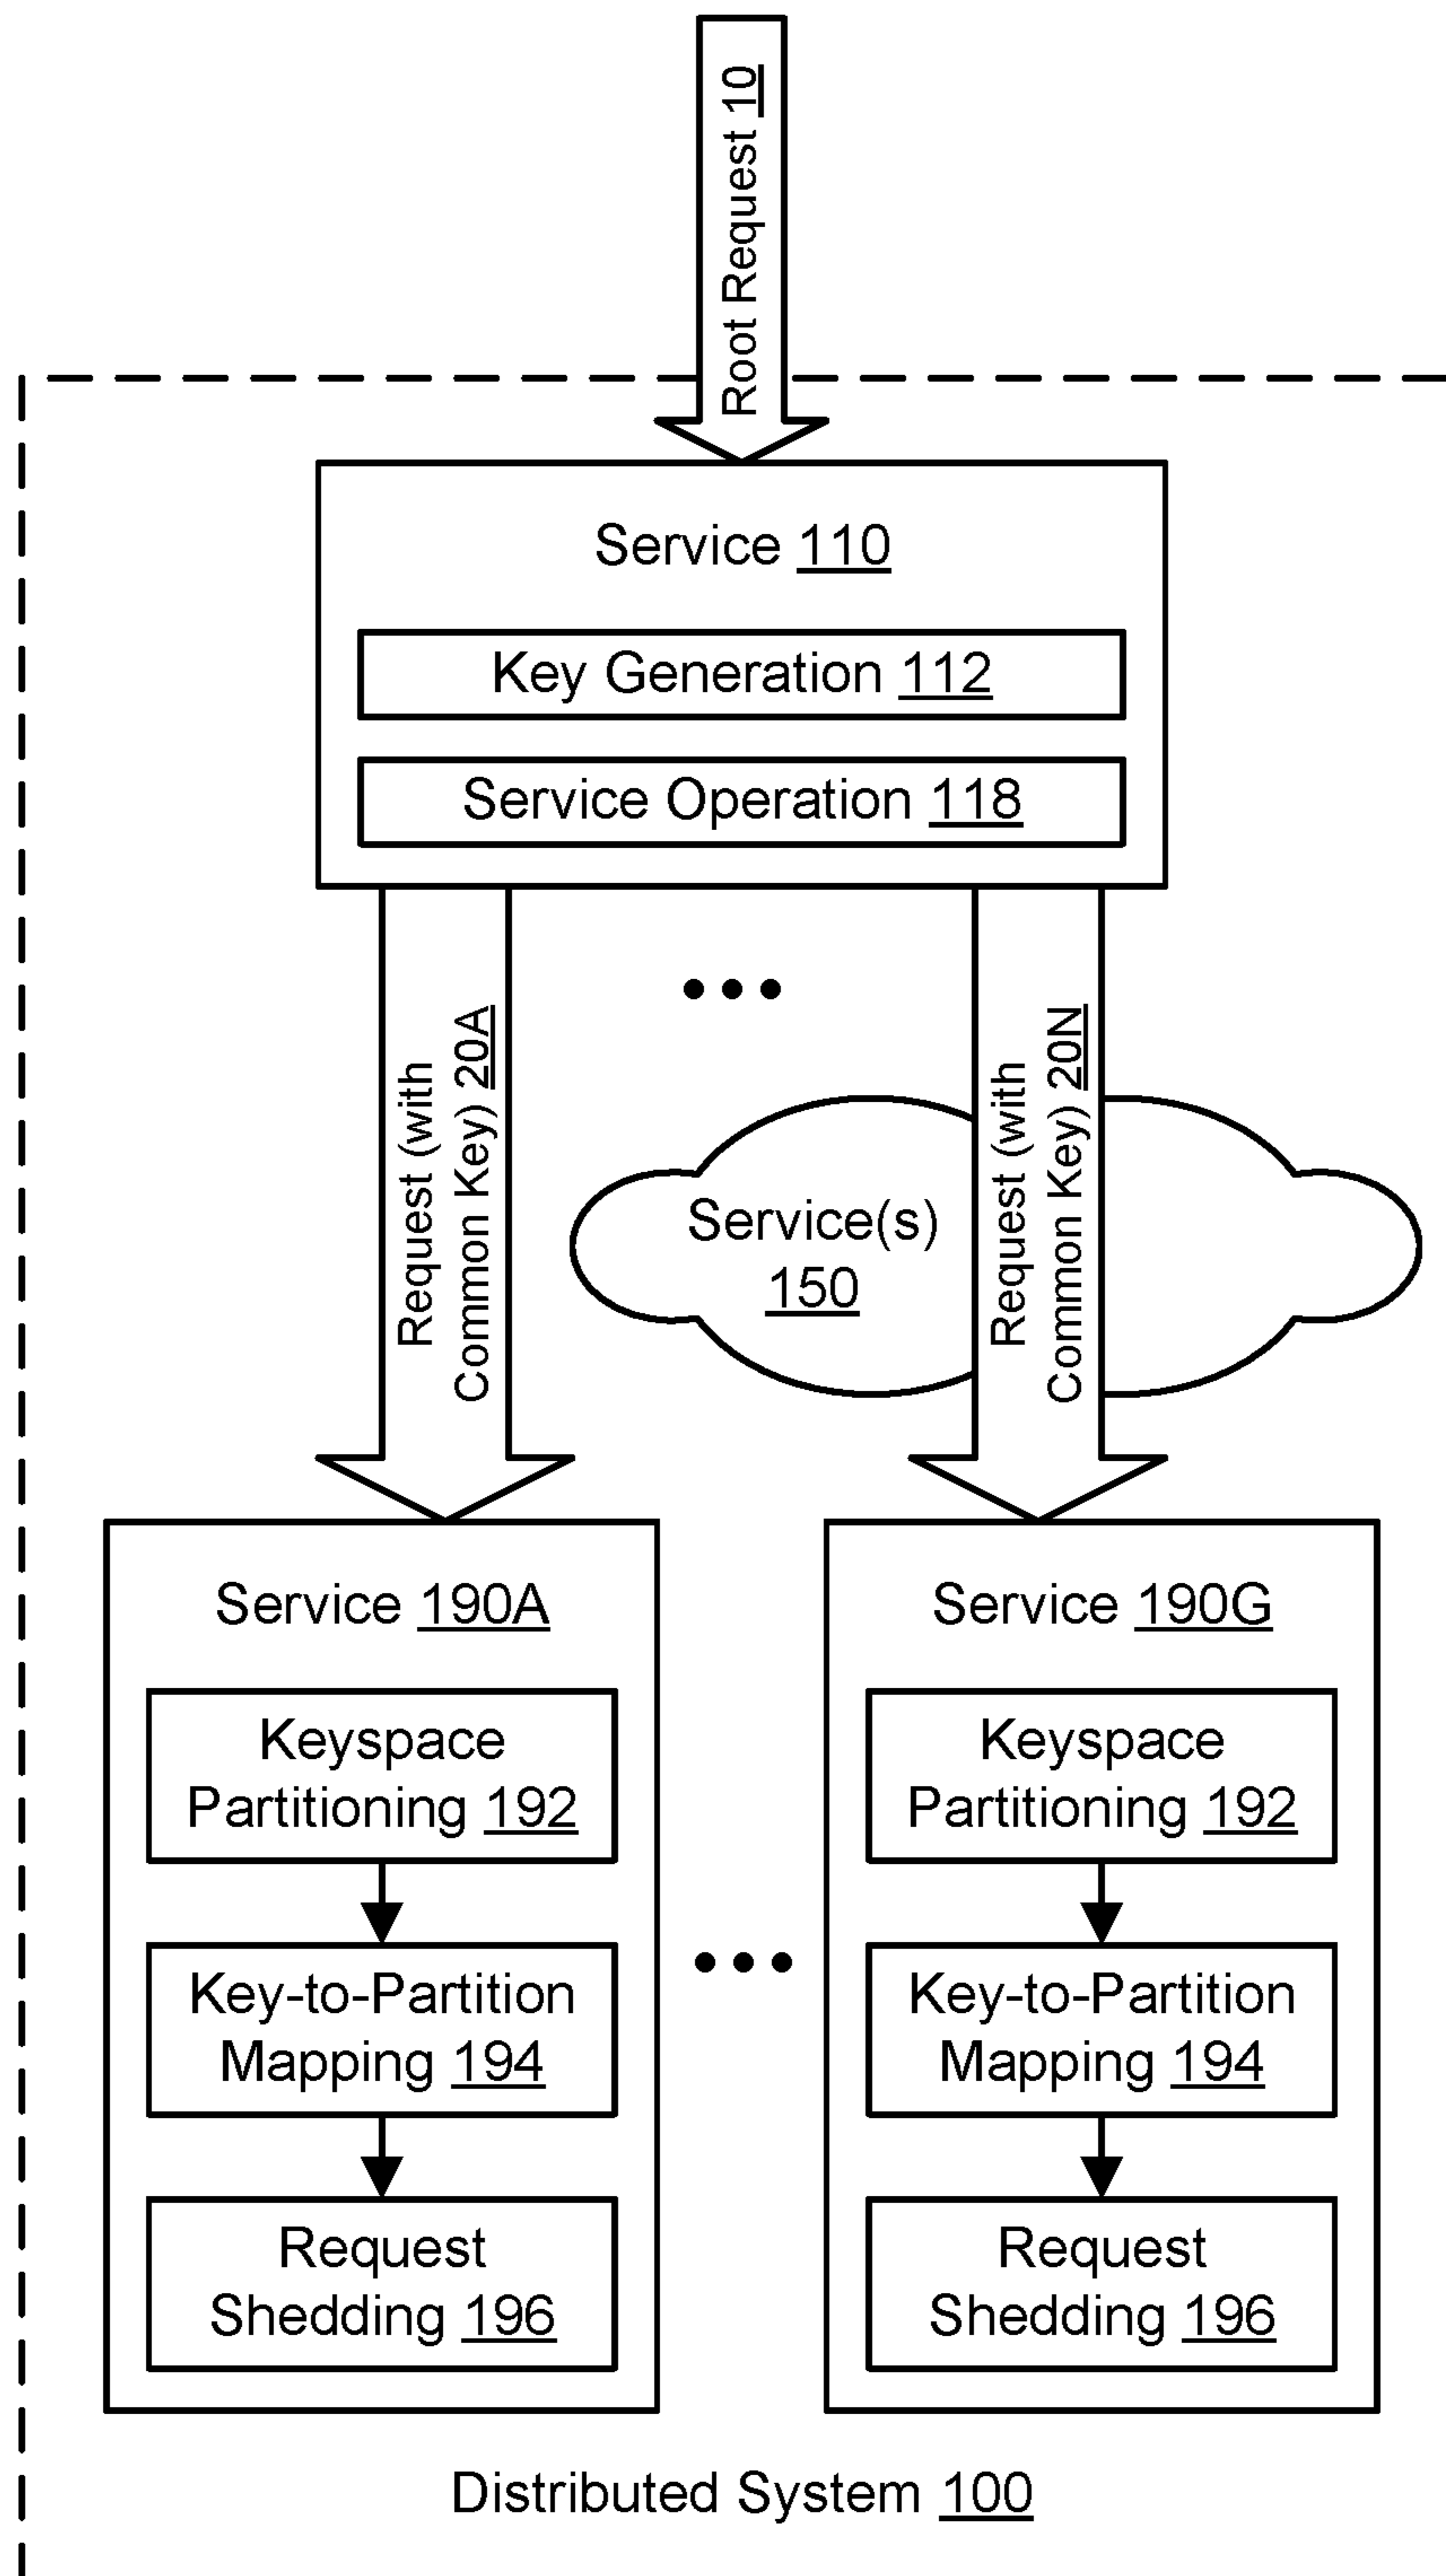 Root Request 10
Service 110
Key Generation 112
Service Operation 118
Request (with
Common Key) 20A
Request (with
Common Key) 20N
Service(s)
150
Service 190A
Keyspace
Partitioning 192
Key-to-Partition
Mapping 194
Request
Shedding 196
Service 190G
Keyspace
Partitioning 192
Key-to-Partition
Mapping 194
Request
Shedding 196
Distributed System 100